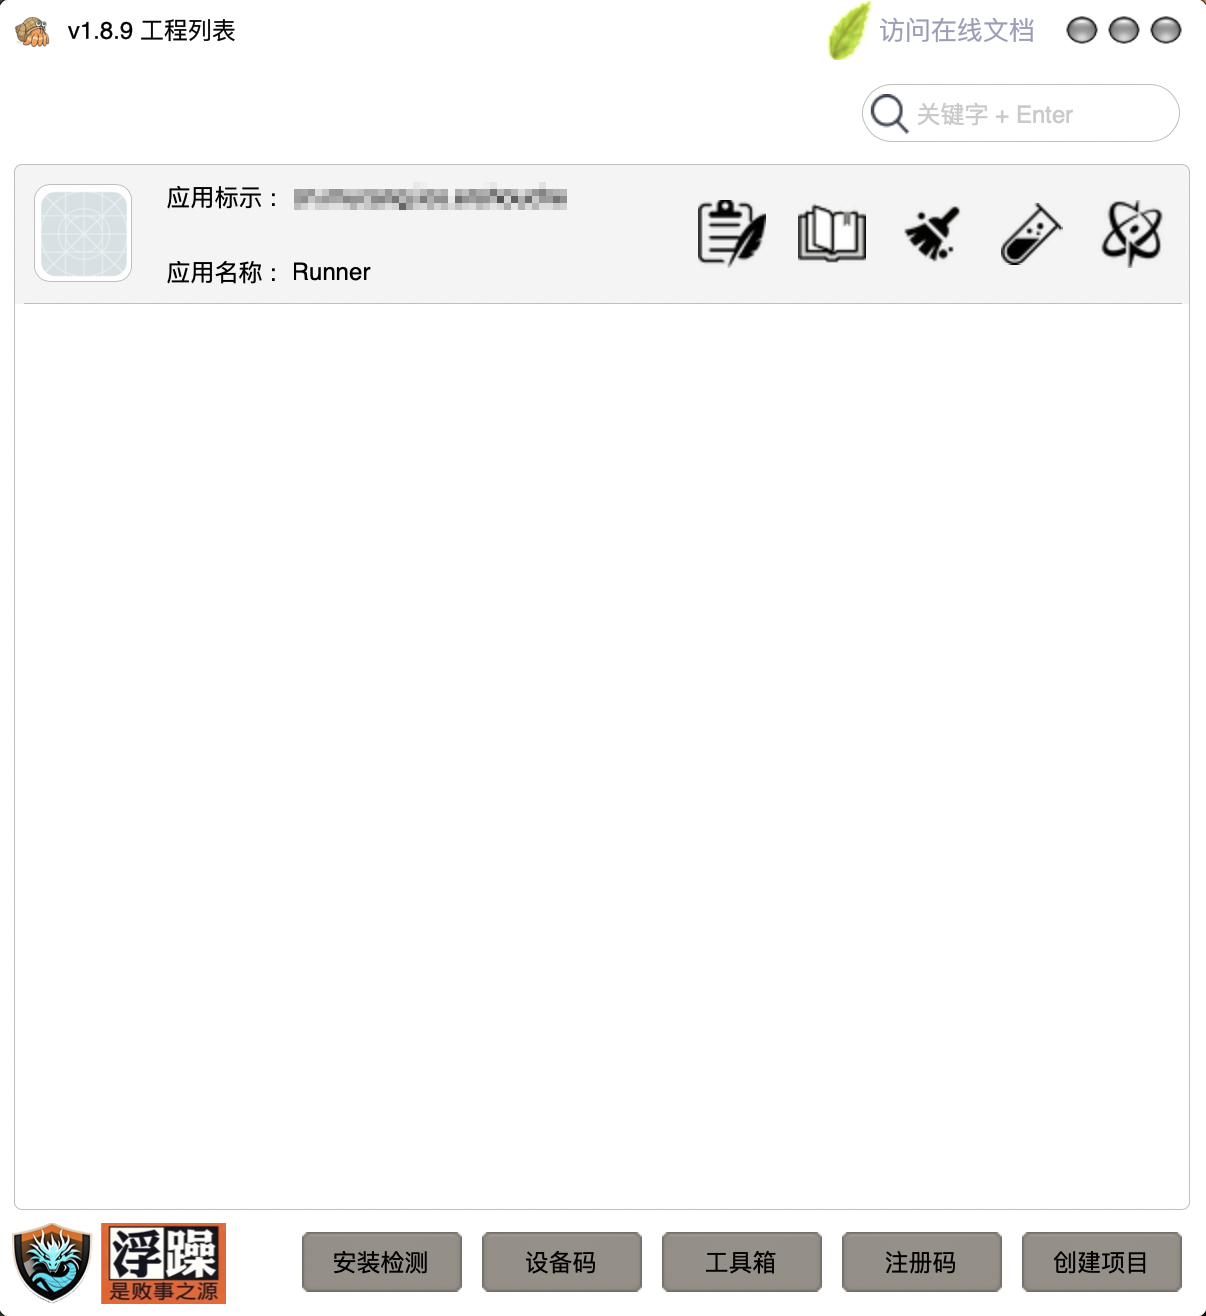 v1.8.9 工程列表
访问在线文档
关键字 + Enter
应用标示：
应用名称： Runner
浮躁
是败事之源
安装检测
设备码
工具箱
注册码
创建项目